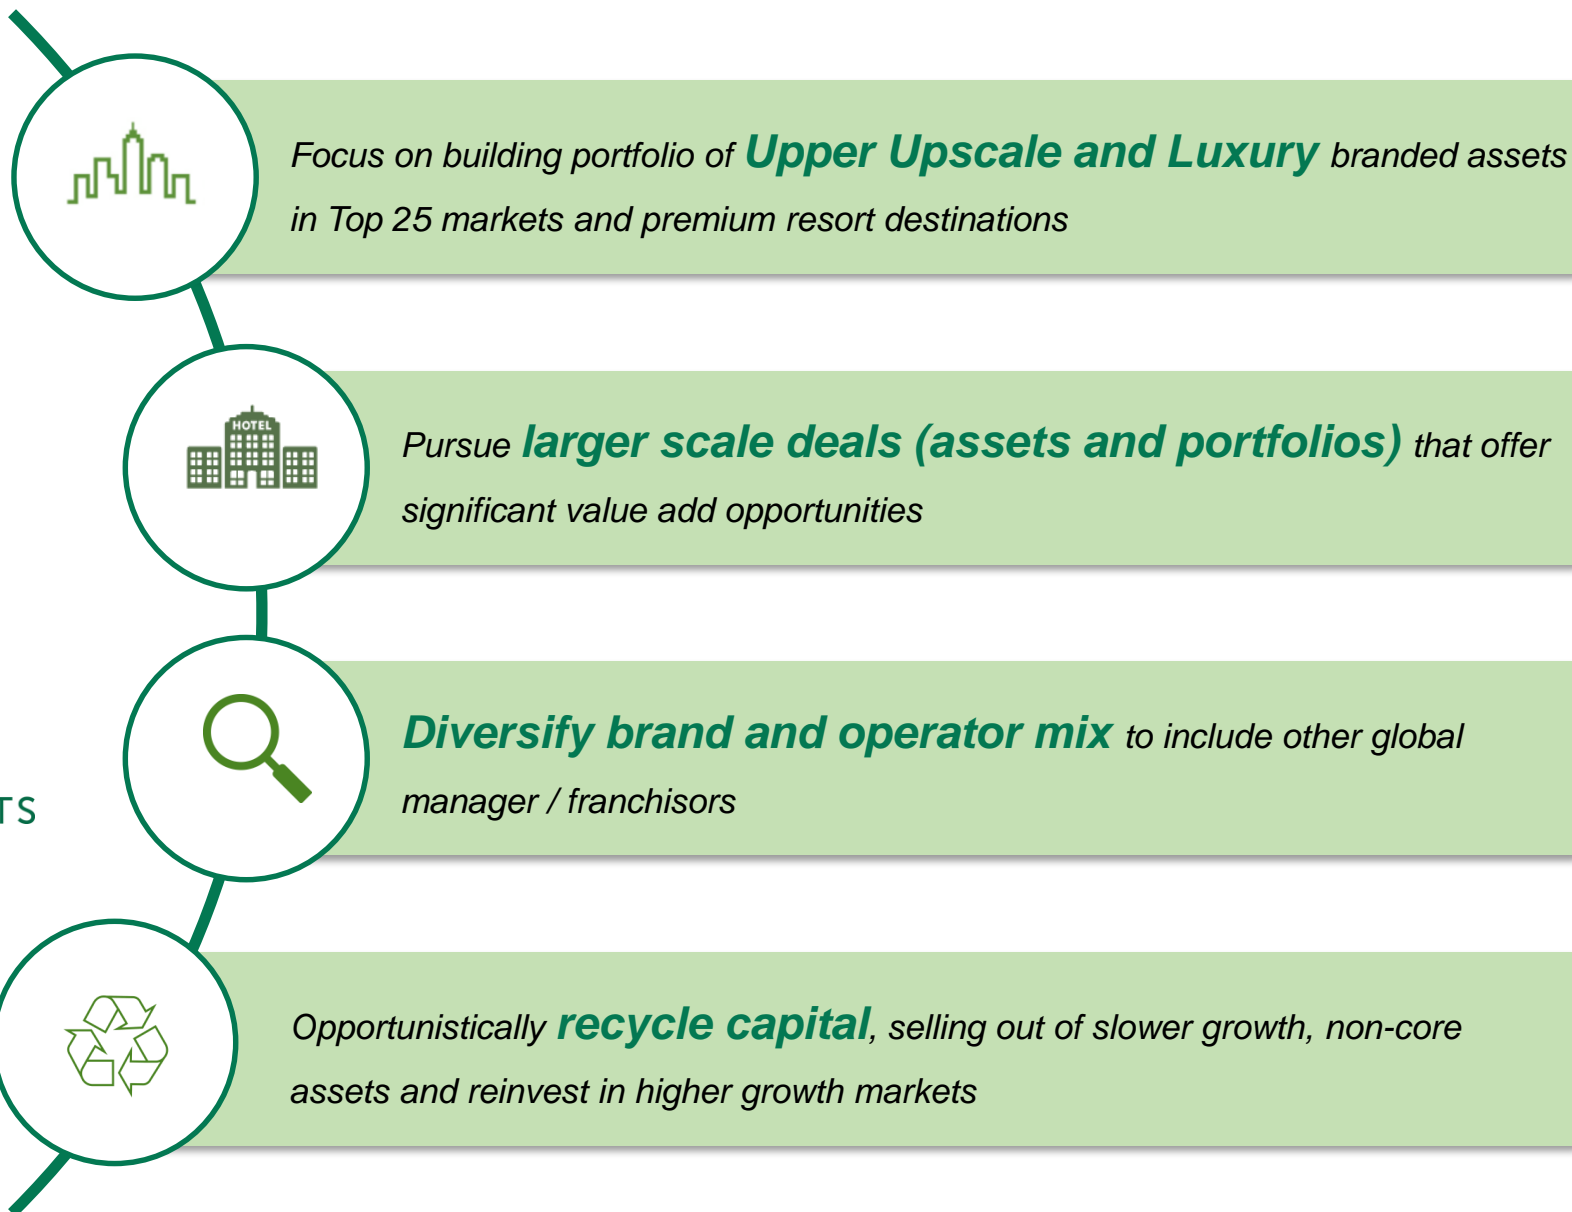 Focus on building portfolio of Upper Upscale and Luxury branded assets
in Top 25 markets and premium resort destinations
HOTEL
Pursue larger scale deals (assets and portfolios) that offer
significant value add opportunities
Diversify brand and operator mix to include other global
manager / franchisors
TS
Opportunistically recycle capital, selling out of slower growth, non-core
assets and reinvest in higher growth markets